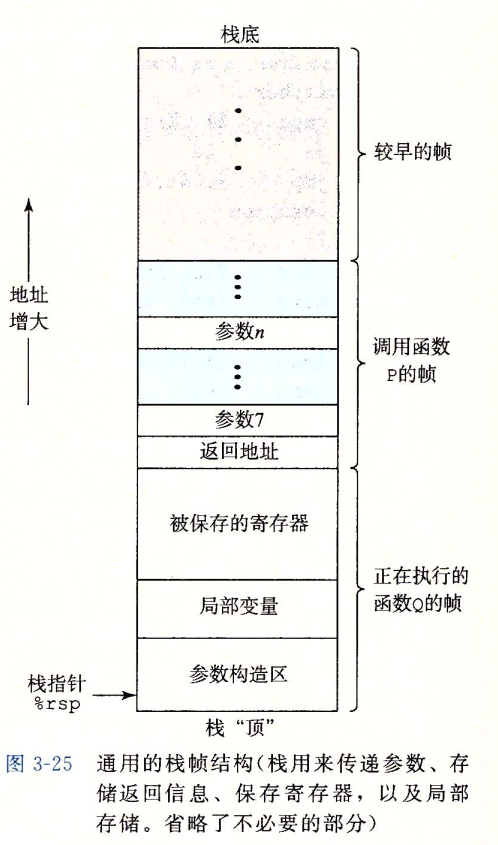 栈底
较早的帧
地址
增大
参数n
调用函数
P的帧
参数7
返回地址
被保存的寄存器
正在执行的
函数Q的帧
局部变量
参数构造区
栈指针
%rsp
栈“顶”
图 3-25 通用的栈帧结构(栈用来传递参数、存
储返回信息、保存寄存器，以及局部
存储。省略了不必要的部分)